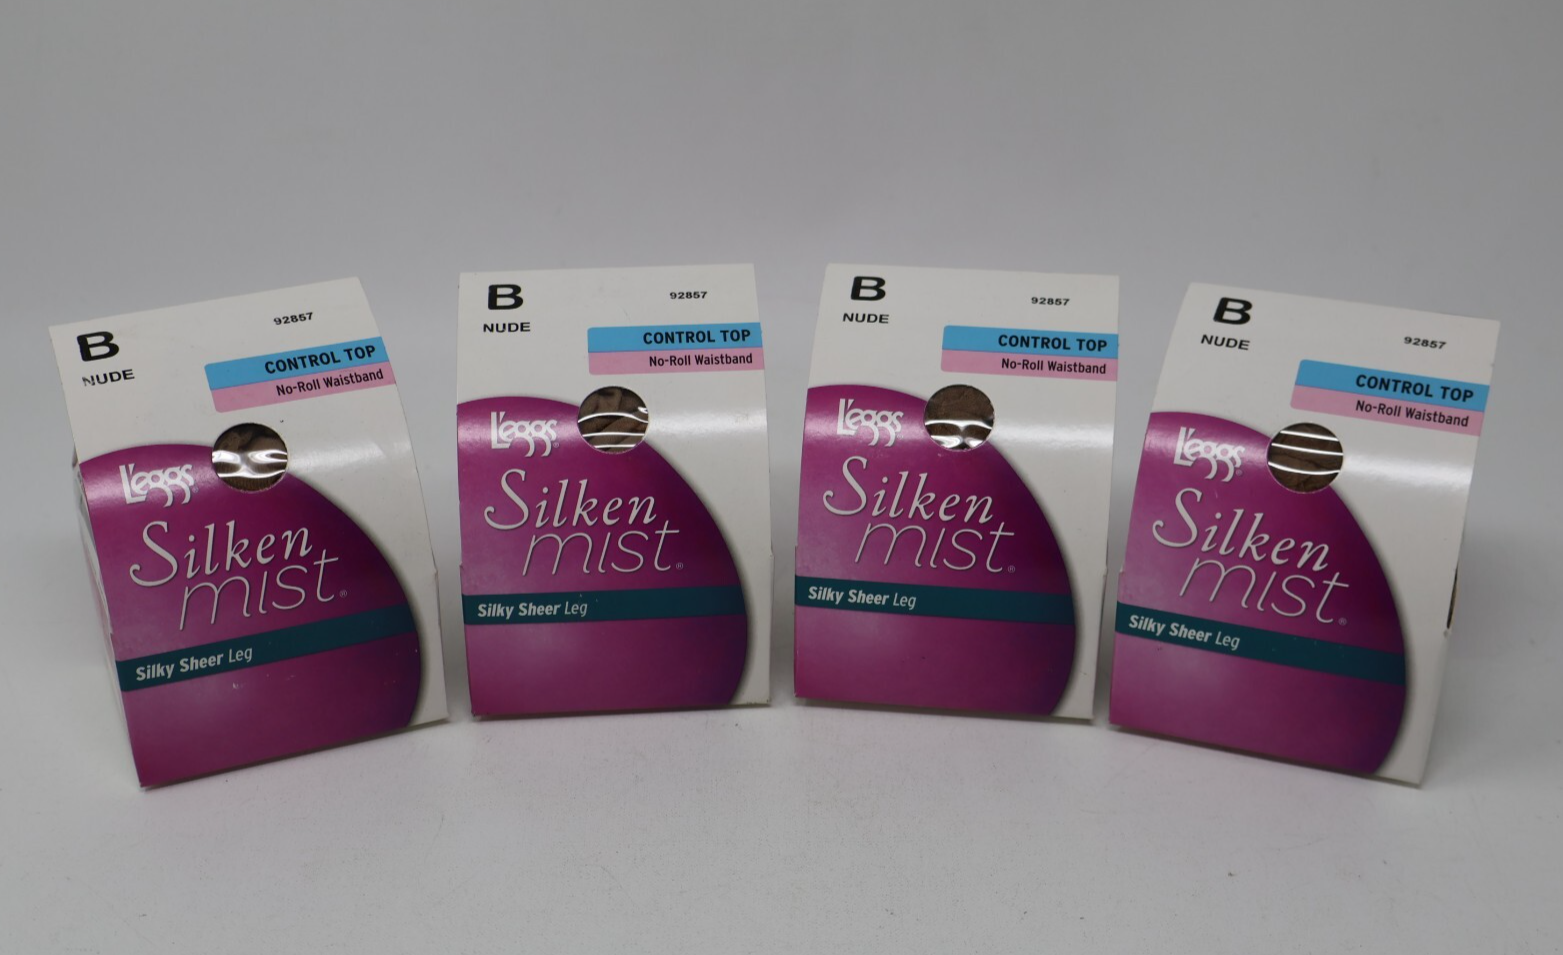 B
92857
NUDE
CONTROL TOP
No-Roll Waistband
L'eggs
Silken
mist®
Silky Sheer Leg
B
92857
NUDE
CONTROL TOP
No-Roll Waistband
L'eggs
Silken
mist®
Silky Sheer Leg
B
92857
NUDE
CONTROL TOP
No-Roll Waistband
L'eggs
Silken
mist®
Silky Sheer Leg
B
92857
NUDE
CONTROL TOP
No-Roll Waistband
L'eggs®
Silken
mist®
Silky Sheer Leg